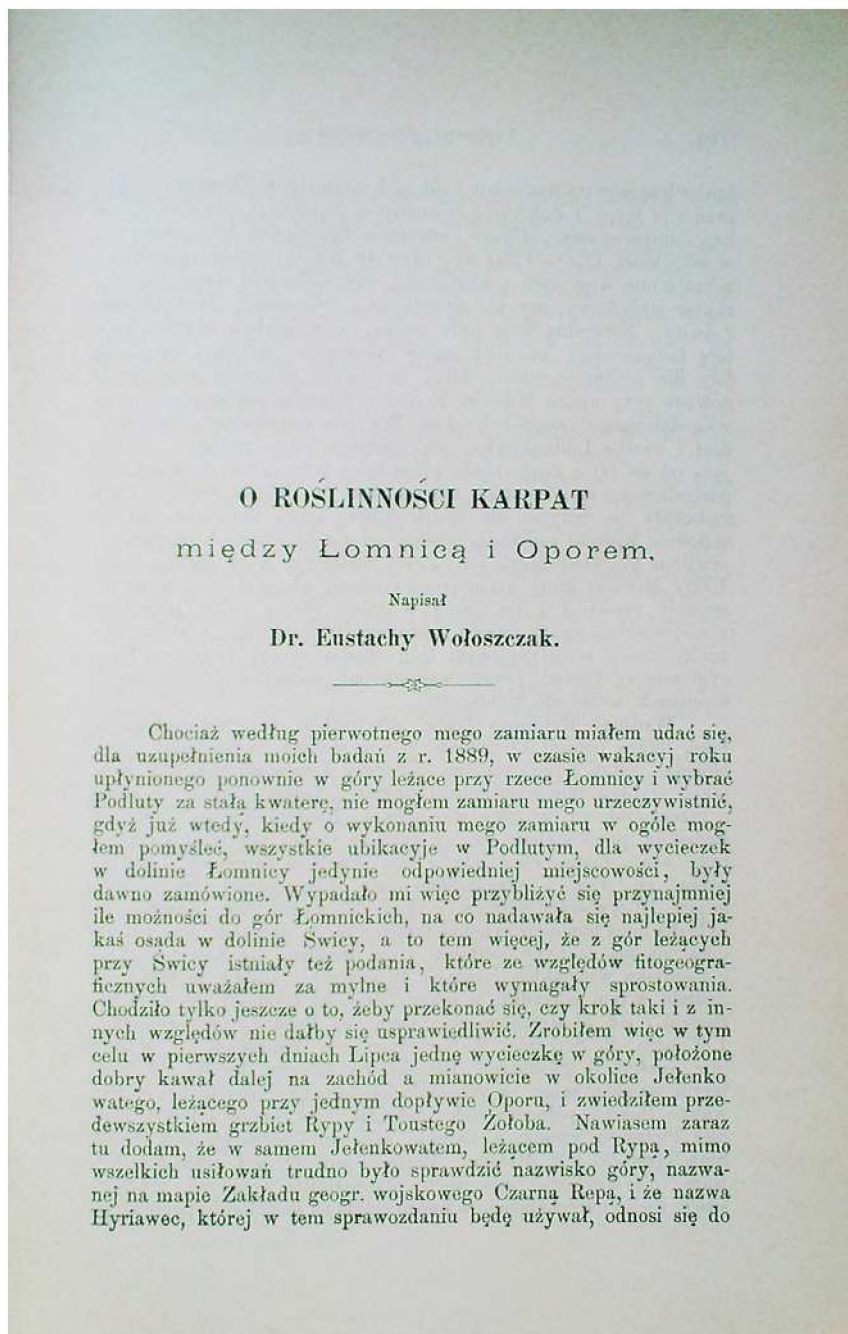 O ROŚLINNOŚCI KARPAT
między Łomnicą i Oporem.
Napisał
Dr. Eustachy Wołoszczak.
Chociaż według pierwotnego mego zamiaru miałem udać się,
dla uzupełnienia moich badań z r. 1889, w czasie wakacyj roku
upłynionego ponownie w góry leżące przy rzece Łomnicy i wybrać
Podluty za stałą kwaterę, nie mogłem zamiaru mego urzeczywistnić,
gdyż już wtedy, kiedy o wykonaniu mego zamiaru w ogóle mog-
łem pomyśleć, wszystkie ubikacyje w Podlutym, dla wycieczek
w dolinie Łomnicy jedynie odpowiedniej miejscowości, były
dawno zamówione. Wypadało mi więc przybliżyć się przynajmniej
ile możności do gór Łomnickich, na co nadawała się najlepiej ja-
kaś osada w dolinie Swicy, a to tem więcej, że z gór leżących
przy Swicy istniały też podania, które ze względów fitogeogra-
ficznych uważałem za mylne i które wymagały sprostowania.
Chodziło tylko jeszcze o to, żeby przekonać się, czy krok taki i z in-
nych względów nie dałby się usprawiedliwić. Zrobiłem więc w tym
celu w pierwszych dniach Lipca jednę wycieczkę w góry, położone
dobry kawał dalej na zachód a mianowicie w okolice Jełenko
watego, leżącego przy jednym dopływie Oporu, i zwiedziłem prze-
dewszystkiem grzbiet Rypy i Toustego Żołoba. Nawiasem zaraz
tu dodam, że w samem Jełenkowatem, leżącem pod Rypą, mimo
wszelkich usiłowań trudno było sprawdzić nazwisko góry, nazwa-
nej na mapie Zakładu geogr. wojskowego Czarną Repą, i że nazwa
Hyriawec, której w tem sprawozdaniu będę używał, odnosi się do